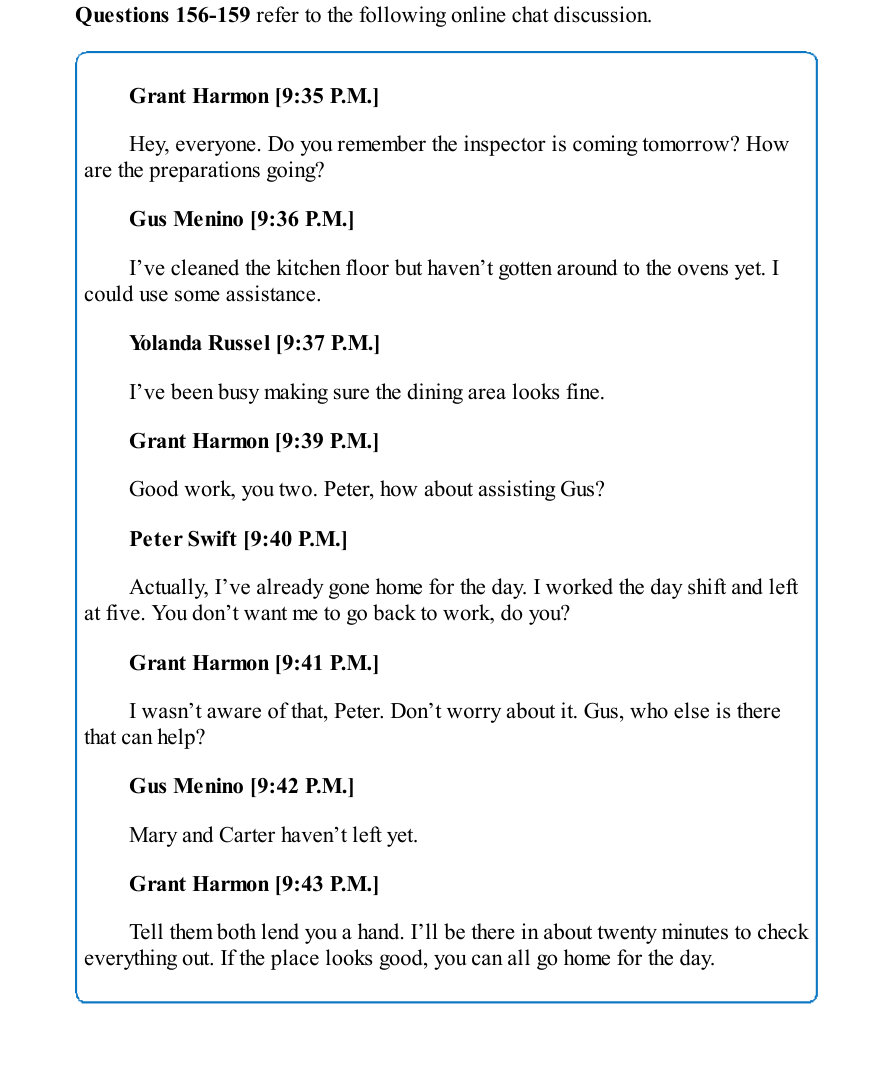 Questions 156-159 refer to the following online chat discussion.
Grant Harmon [9:35 P.M.]
Hey, everyone. Do you remember the inspector is coming tomorrow? How
are the preparations going?
Gus Menino [9:36 P.M.]
I’ve cleaned the kitchen floor but haven’t gotten around to the ovens yet. I
could use some assistance.
Yolanda Russel [9:37 P.M.]
I’ve been busy making sure the dining area looks fine.
Grant Harmon [9:39 P.M.]
Good work, you two. Peter, how about assisting Gus?
Peter Swift [9:40 P.M.]
Actually, I’ve already gone home for the day. I worked the day shift and left
at five. You don’t want me to go back to work, do you?
Grant Harmon [9:41 P.M.]
I wasn’t aware of that, Peter. Don’t worry about it. Gus, who else is there
that can help?
Gus Menino [9:42 P.M.]
Mary and Carter haven’t left yet.
Grant Harmon [9:43 P.M.]
Tell them both lend you a hand. I’ll be there in about twenty minutes to check
everything out. If the place looks good, you can all go home for the day.